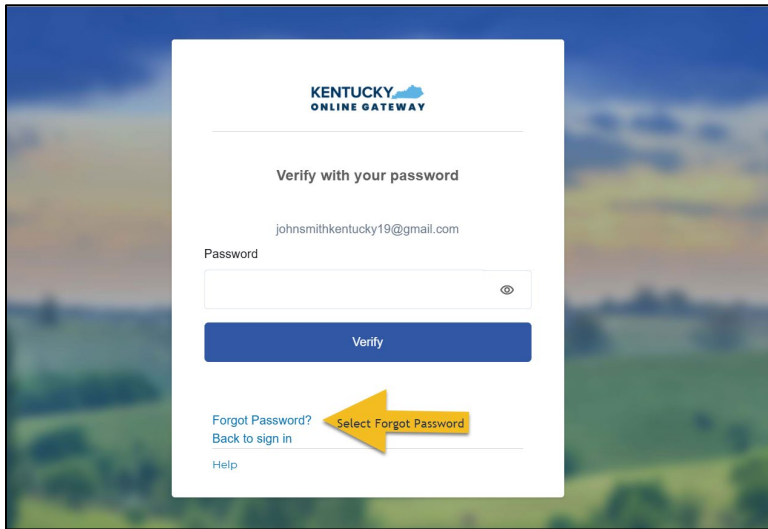 KENTUCKY
ONLINE GATEWAY
Verify with your password
johnsmithkentucky19@gmail.com
Password
Verify
Forgot Password?
Select Forgot Password
Back to sign in
Help